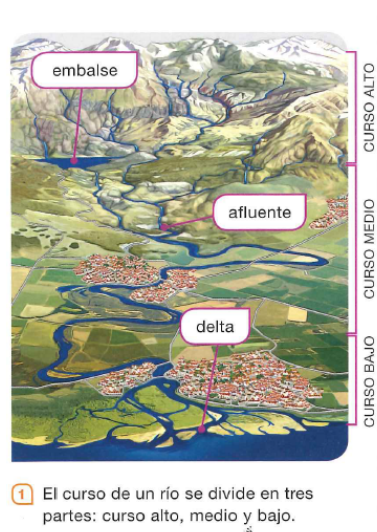 embalse
CURSO ALTO
afluente
CURSO MEDIO
delta
CURSO BAJO
1 El curso de un río se divide en tres
partes: curso alto, medio y bajo.